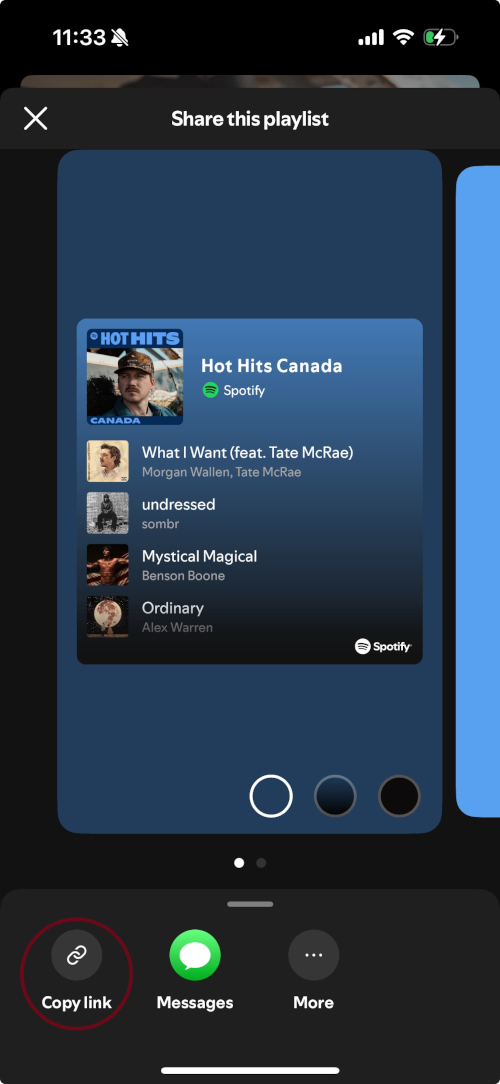 11:33
Share this playlist
HOT HITS
CANADA
Hot Hits Canada
Spotify
What I Want (feat. Tate McRae)
Morgan Wallen, Tate McRae
undressed
sombr
Mystical Magical
Benson Boone
Ordinary
Alex Warren
Spotify
Copy link
Messages
More